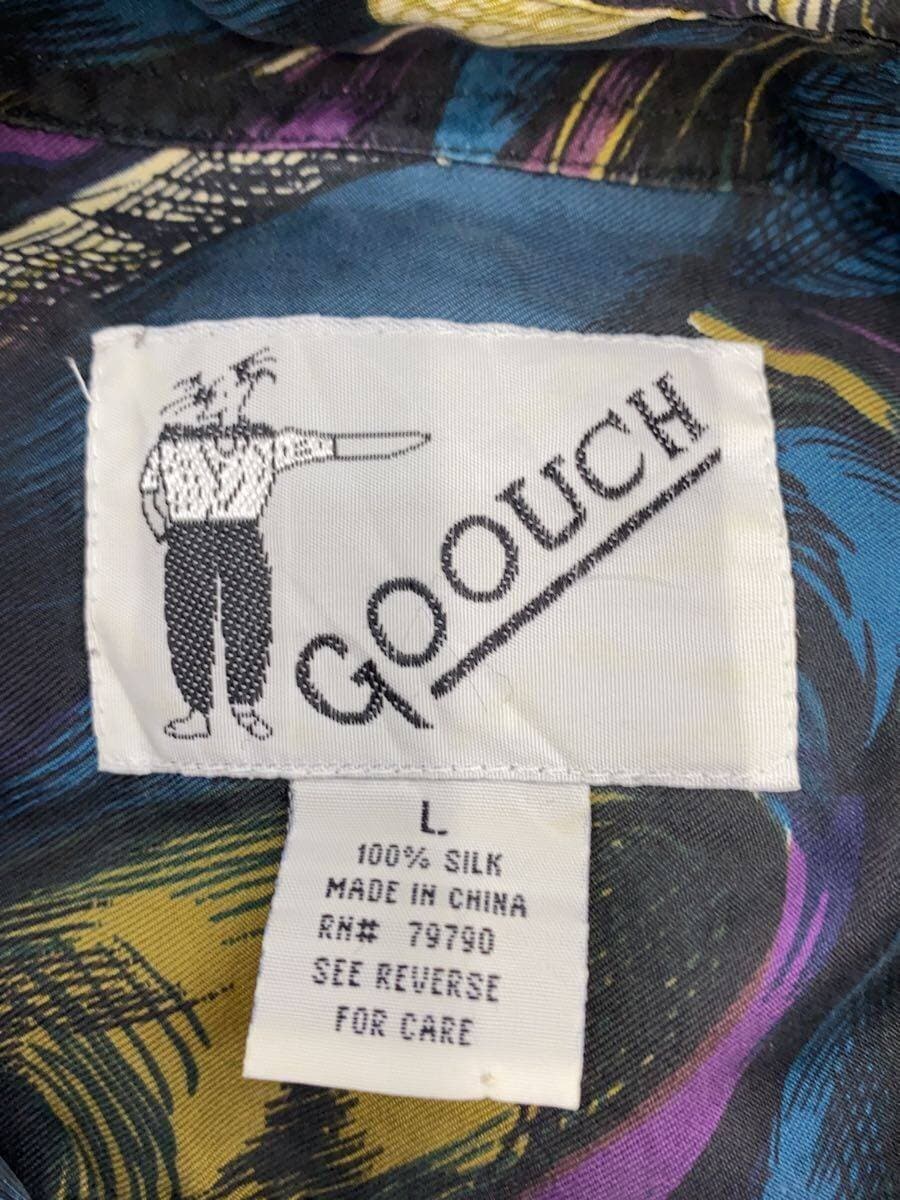 GOOUCH
L
100% SILK
MADE IN CHINA
RN# 79790
SEE REVERSE
FOR CARE